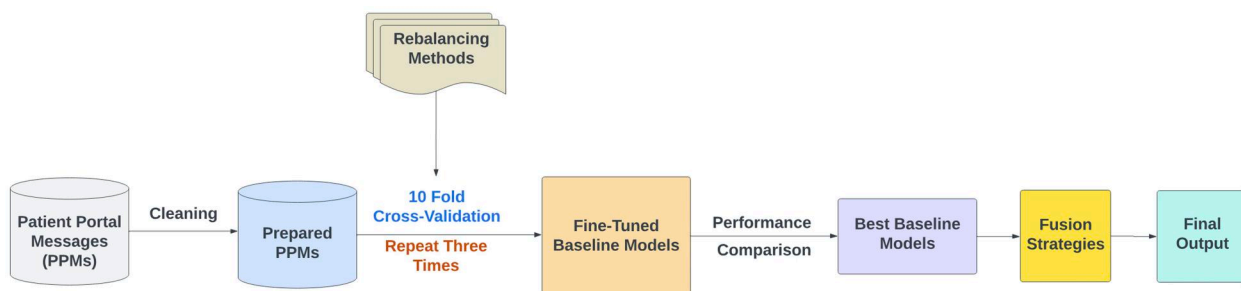 Rebalancing
Methods
Patient Portal
Messages
(PPMs)
Cleaning
Prepared
PPMs
10 Fold
Cross-Validation
Repeat Three
Times
Fine-Tuned
Baseline Models
Performance
Comparison
Best Baseline
Models
Fusion
Strategies
Final
Output